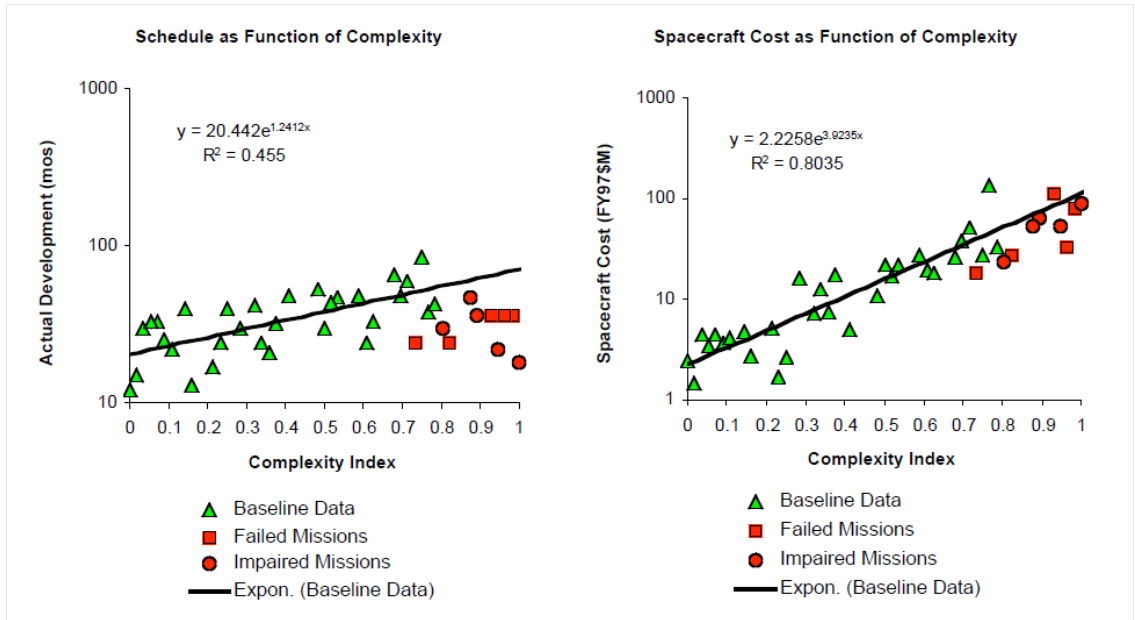 Schedule as Function of Complexity
Actual Development (mos)
1000
100
10
y = 20.442e^1.2412x
R² = 0.455
0 0.1 0.2 0.3 0.4 0.5 0.6 0.7 0.8 0.9 1
Complexity Index
Baseline Data
Failed Missions
Impaired Missions
Expon. (Baseline Data)
Spacecraft Cost as Function of Complexity
Spacecraft Cost (FY97$M)
1000
100
10
1
y = 2.2258e^3.9235x
R² = 0.8035
0 0.1 0.2 0.3 0.4 0.5 0.6 0.7 0.8 0.9 1
Complexity Index
Baseline Data
Failed Missions
Impaired Missions
Expon. (Baseline Data)